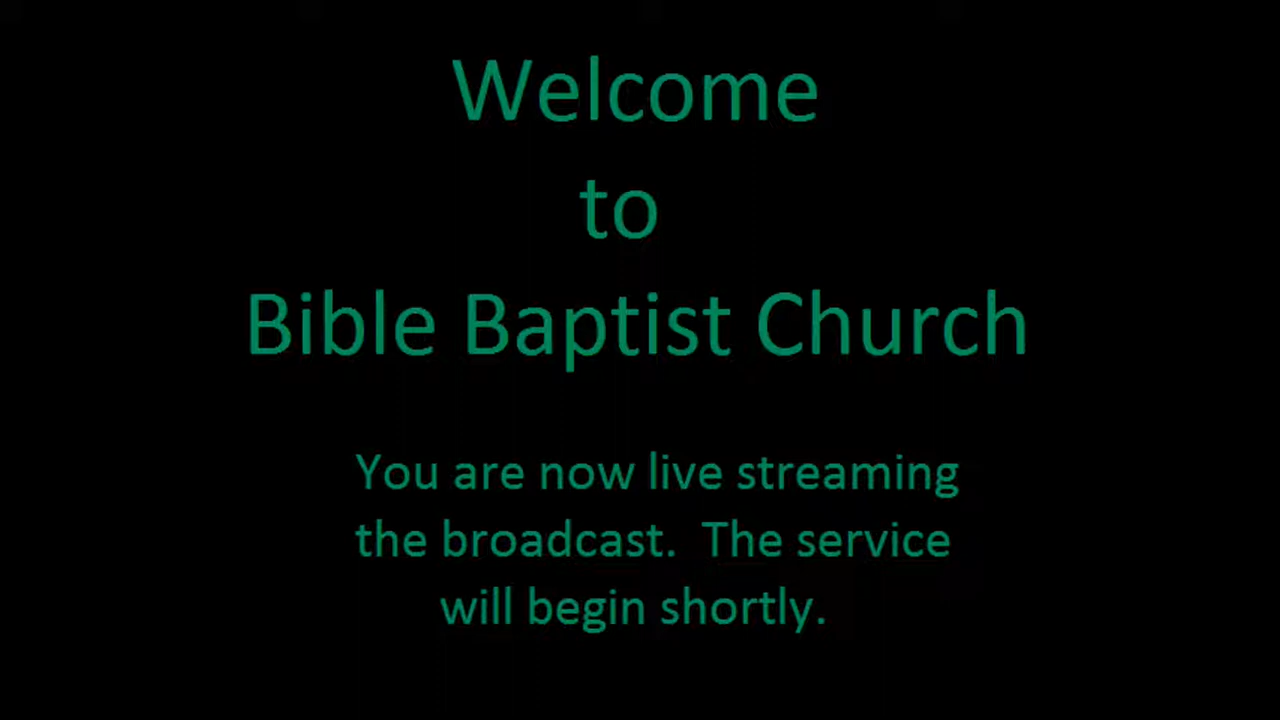 Welcome
to
Bible Baptist Church
You are now live streaming
the broadcast.  The service
will begin shortly.